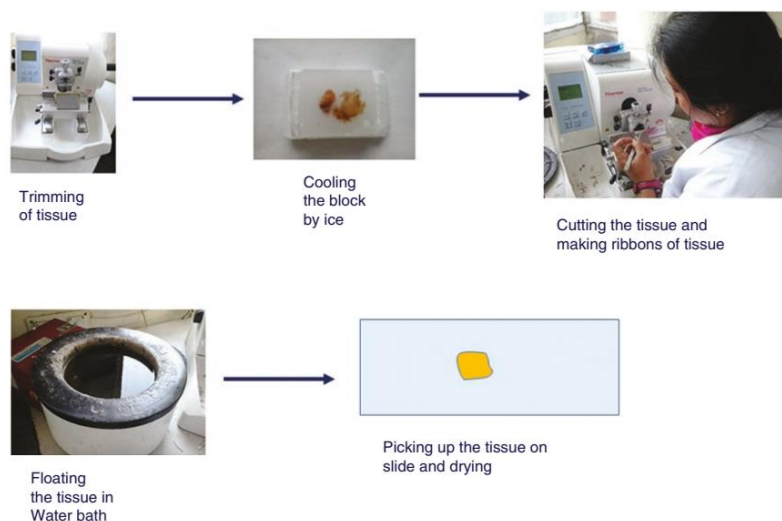 Trimming
of tissue
Cooling
the block
by ice
Thermo
Cutting the tissue and
making ribbons of tissue
Floating
the tissue in
Water bath
Picking up the tissue on
slide and drying